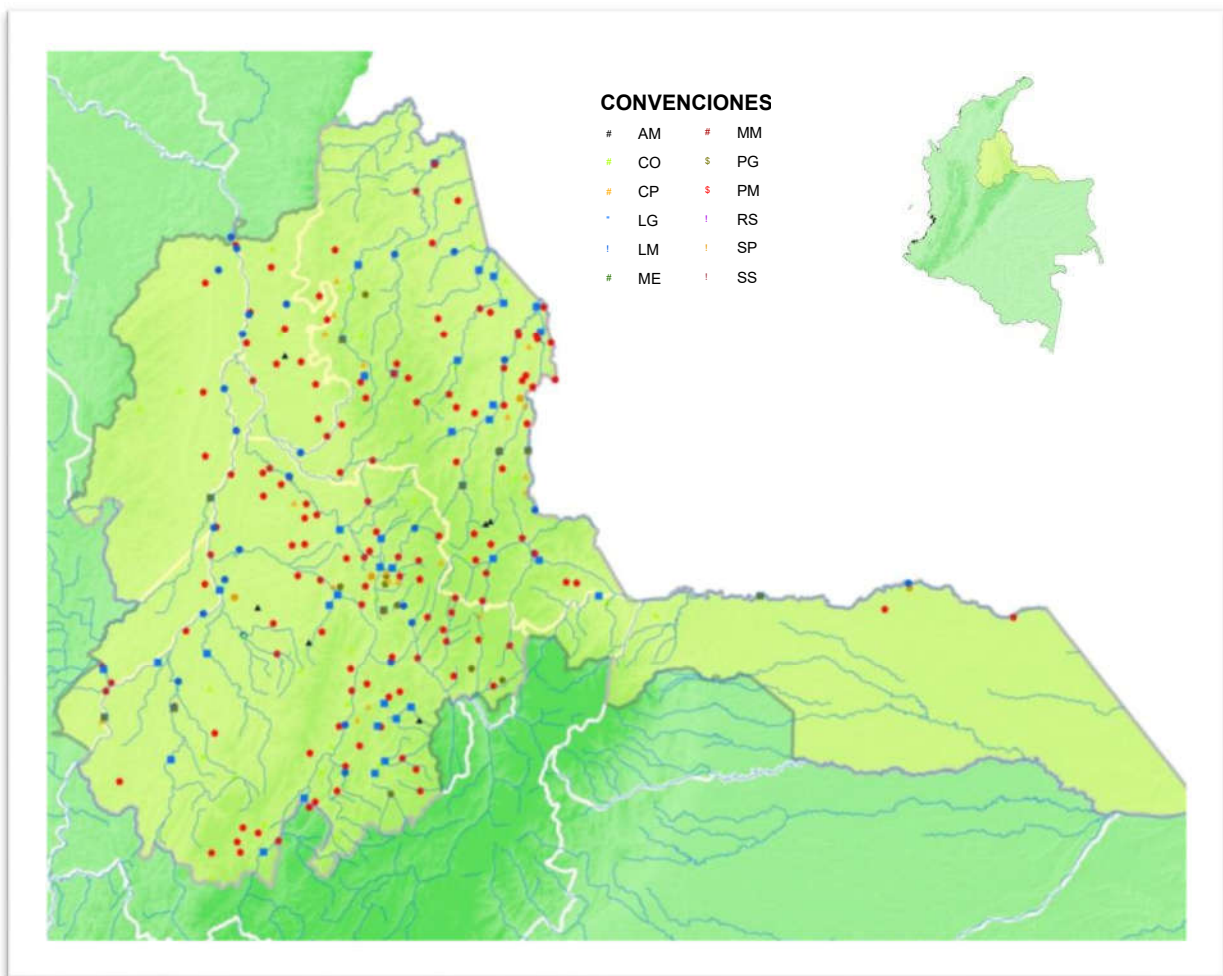 CONVENCIONES
# AM # MM
# CO $ PG
# CP $ PM
" LG ! RS
! LM ! SP
# ME ! SS